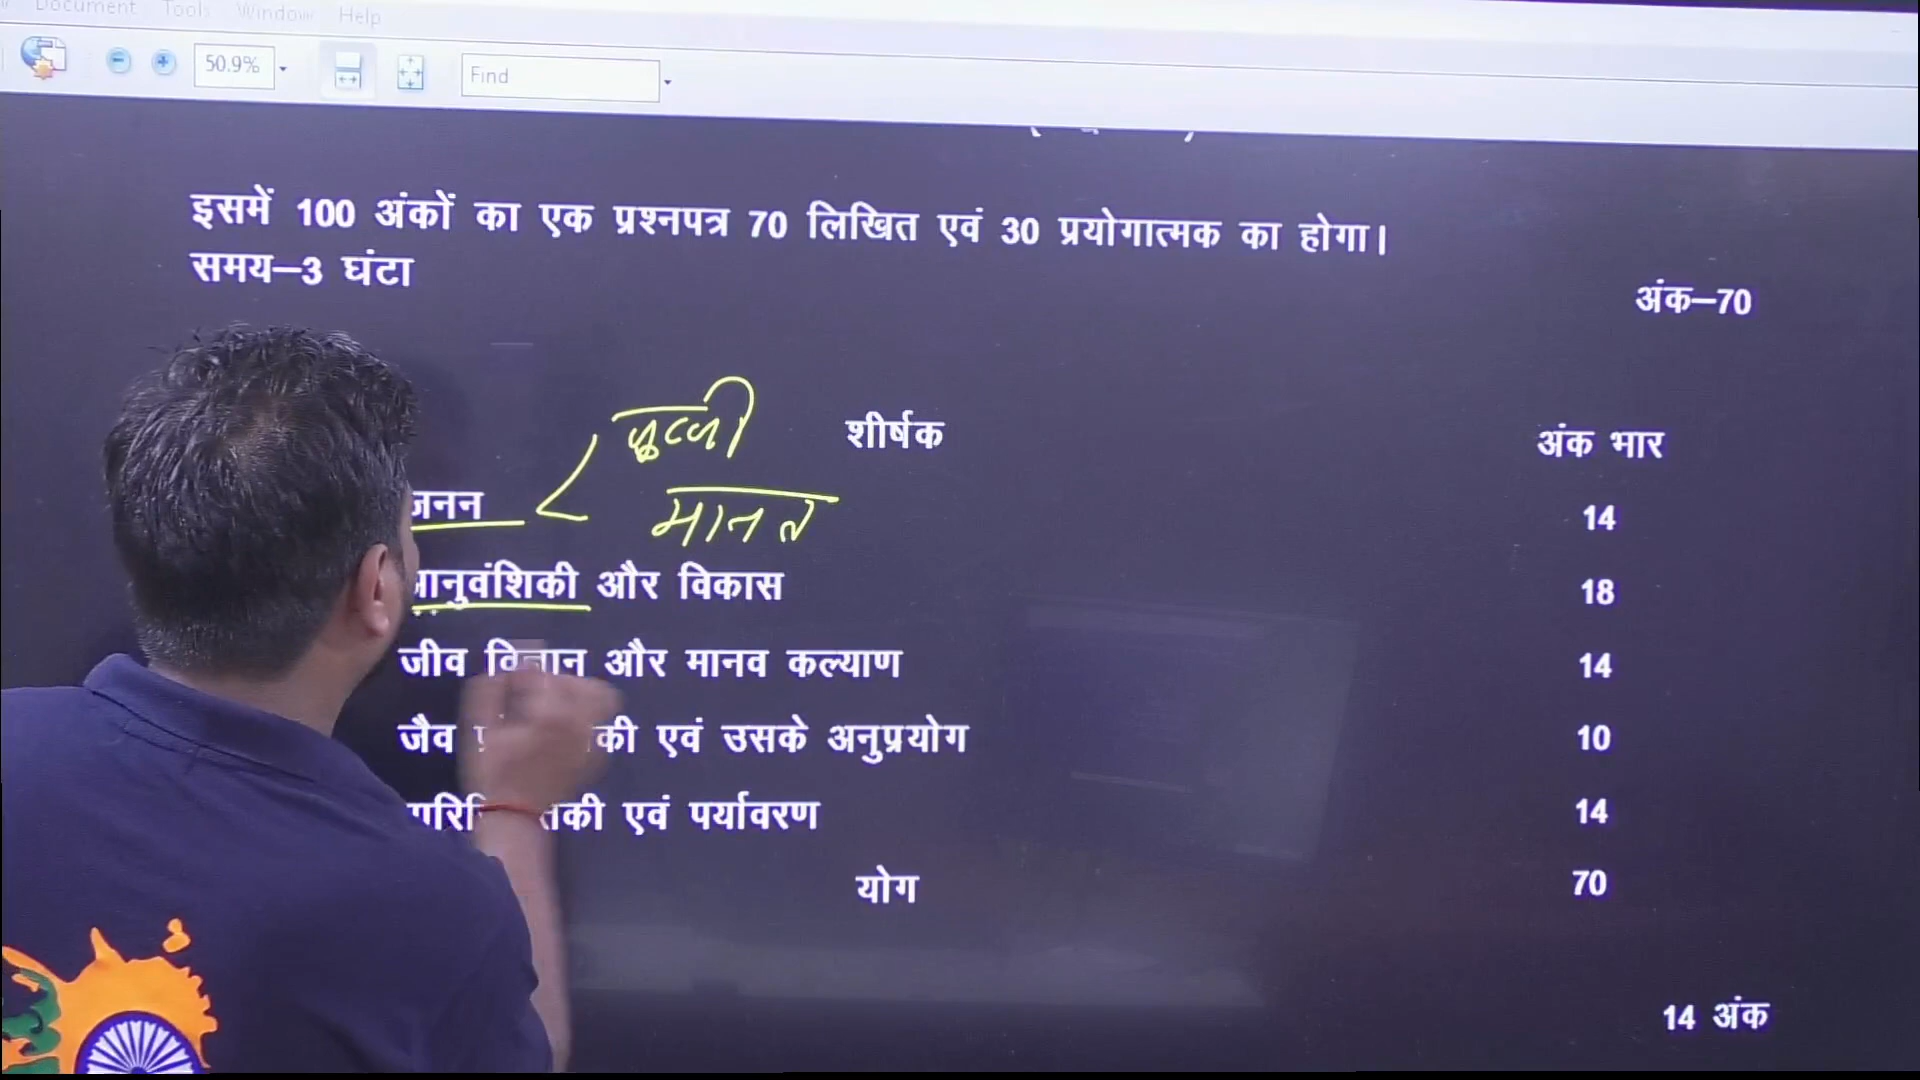 Document Tools Window Help
50.9% Find
इसमें 100 अंकों का एक प्रश्नपत्र 70 लिखित एवं 30 प्रयोगात्मक का होगा।
समय–3 घंटा
अंक–70
शीर्षक अंक भार
जनन मानव 14
आनुवंशिकी और विकास 18
जीव विज्ञान और मानव कल्याण 14
जैव एवं उसके अनुप्रयोग 10
एवं पर्यावरण 14
योग 70
14 अंक